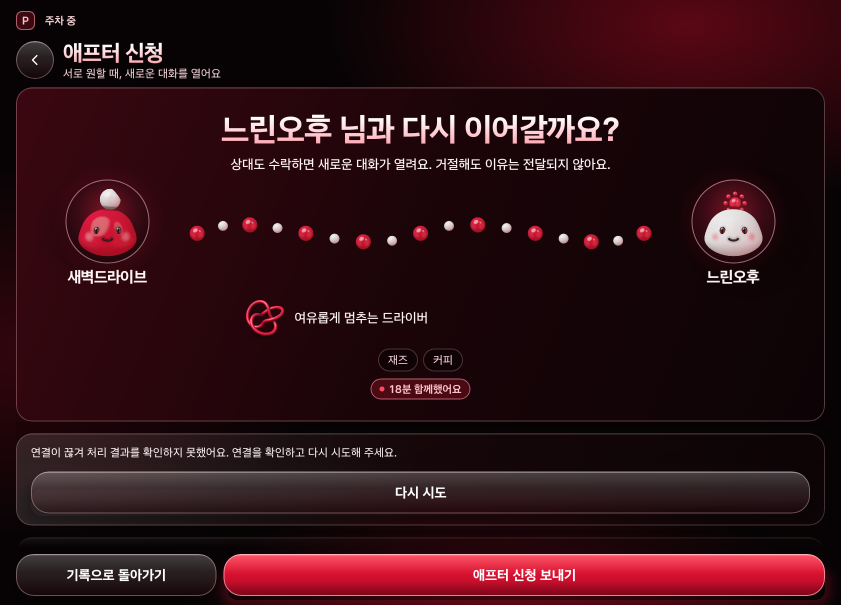 P 주차 중
애프터 신청
서로 원할 때, 새로운 대화를 열어요
느린오후 님과 다시 이어갈까요?
상대도 수락하면 새로운 대화가 열려요. 거절해도 이유는 전달되지 않아요.
새벽드라이브
느린오후
여유롭게 멈추는 드라이버
재즈 커피
18분 함께했어요
연결이 끊겨 처리 결과를 확인하지 못했어요. 연결을 확인하고 다시 시도해 주세요.
다시 시도
기록으로 돌아가기
애프터 신청 보내기